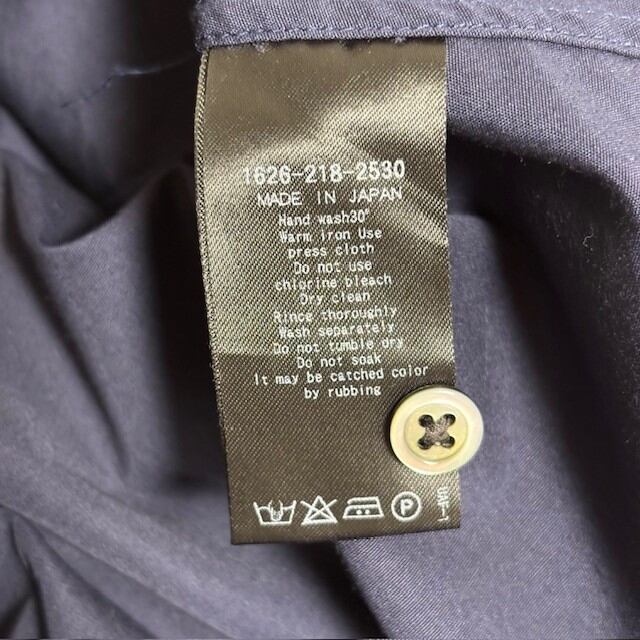 1626-218-2530
MADE IN JAPAN
Hand wash30°
Warm iron Use
press cloth
Do not use
chlorine bleach
Dry clean
Rince thoroughly
Wash separately
Do not tumble dry
Do not soak
It may be catched color
by rubbing
P